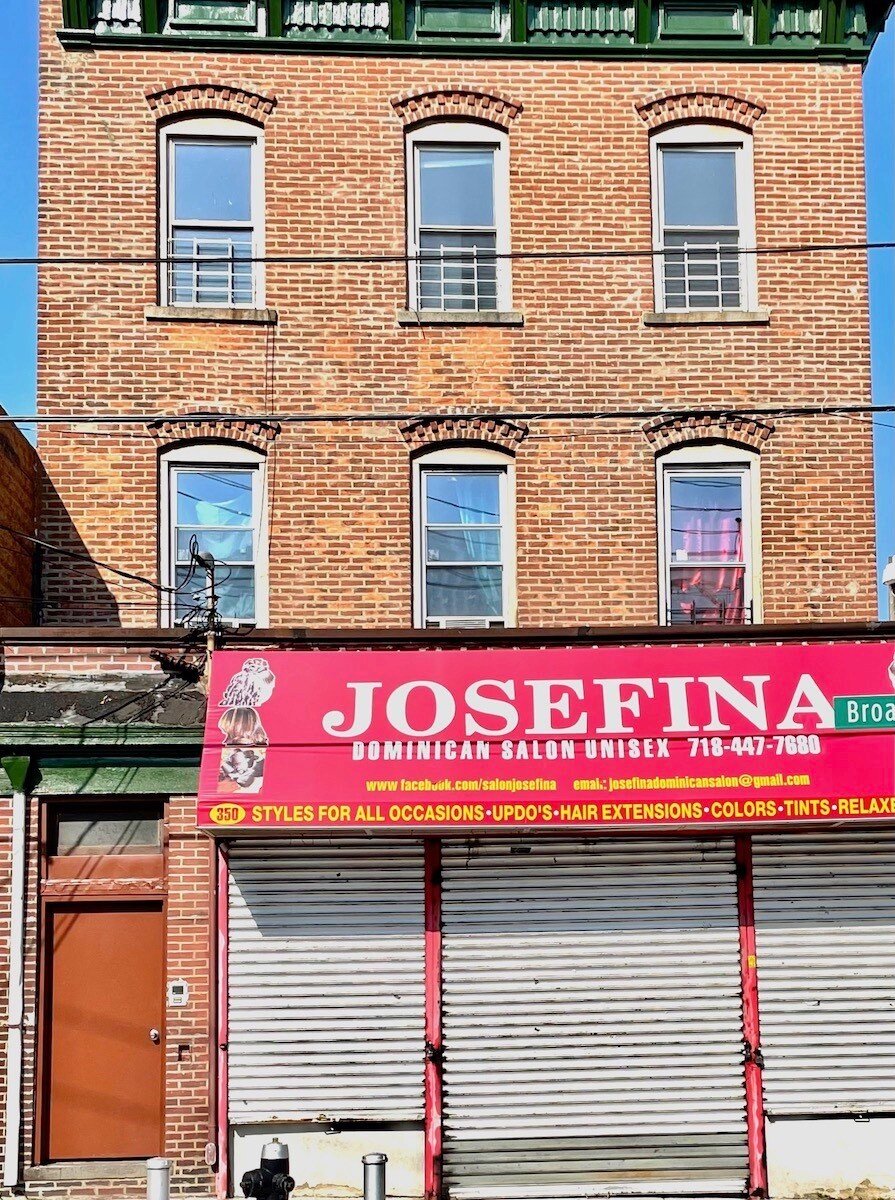 JOSEFINA
Broa
DOMINICAN SALON UNISEX 718-447-7680
www.facebook.com/salonjosefina email: josefinadominicansalon@gmail.com
350 STYLES FOR ALL OCCASIONS•UPDO'S•HAIR EXTENSIONS•COLORS•TINTS•RELAXE